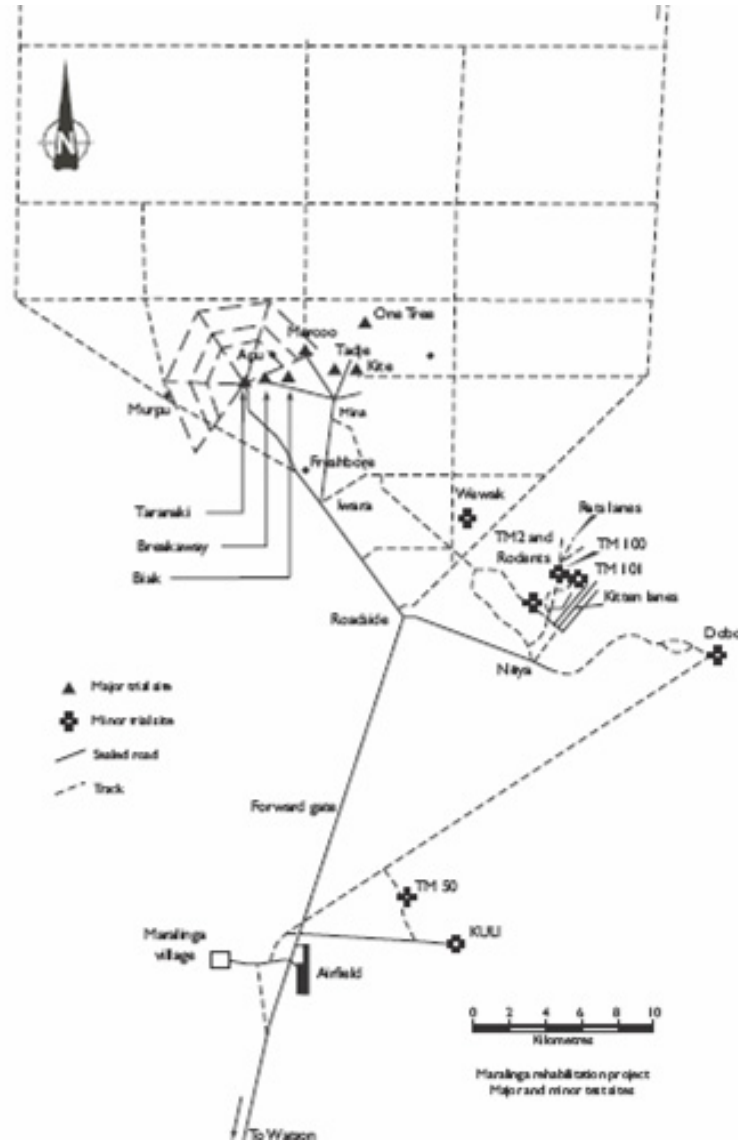 N
One Tree
Marcoo
Tadje
Kite
Murpu
Mina
Freshbore
Iwara
Taranaki
Wewak
Rats lanes
TM2 and
Rodents
TM 100
TM 101
Kitten lanes
Breakaway
Biak
Roadside
Naya
Dobo
Major trial site
Minor trial site
Sealed road
Track
Forward gate
TM 50
KULI
Maralinga
village
Airfield
0 2 4 6 8 10
Kilometres
Maralinga rehabilitation project
Major and minor test sites
To Watson